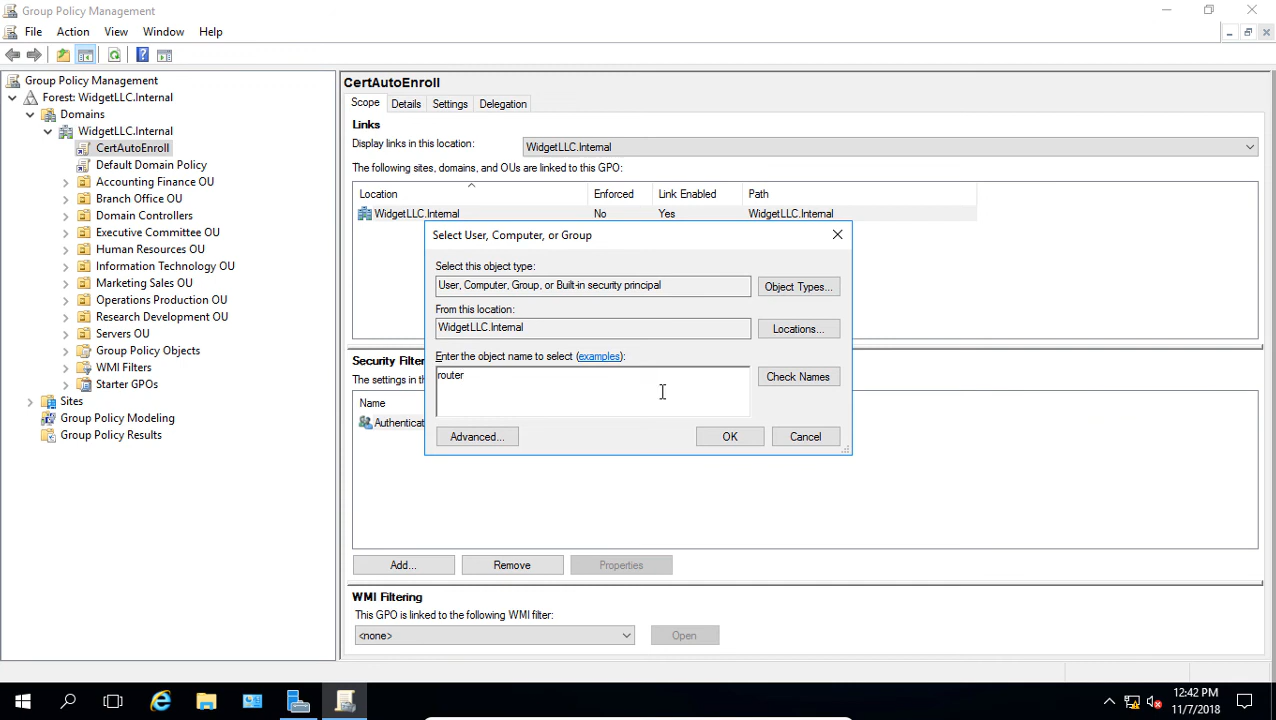 Group Policy Management
File Action View Window Help
Group Policy Management
Forest: WidgetLLC.Internal
Domains
WidgetLLC.Internal
CertAutoEnroll
Default Domain Policy
Accounting Finance OU
Branch Office OU
Domain Controllers
Executive Committee OU
Human Resources OU
Information Technology OU
Marketing Sales OU
Operations Production OU
Research Development OU
Servers OU
Group Policy Objects
WMI Filters
Starter GPOs
Sites
Group Policy Modeling
Group Policy Results
CertAutoEnroll
Scope Details Settings Delegation
Links
Display links in this location: WidgetLLC.Internal
The following sites, domains, and OUs are linked to this GPO:
Location Enforced Link Enabled Path
WidgetLLC.Internal No Yes WidgetLLC.Internal
Select User, Computer, or Group
Select this object type:
User, Computer, Group, or Built-in security principal Object Types...
From this location:
WidgetLLC.Internal Locations...
Enter the object name to select (examples):
router Check Names
Advanced... OK Cancel
Security Filter
The settings in th
Name
Authenticat
Add... Remove Properties
WMI Filtering
This GPO is linked to the following WMI filter:
<none> Open
12:42 PM
11/7/2018